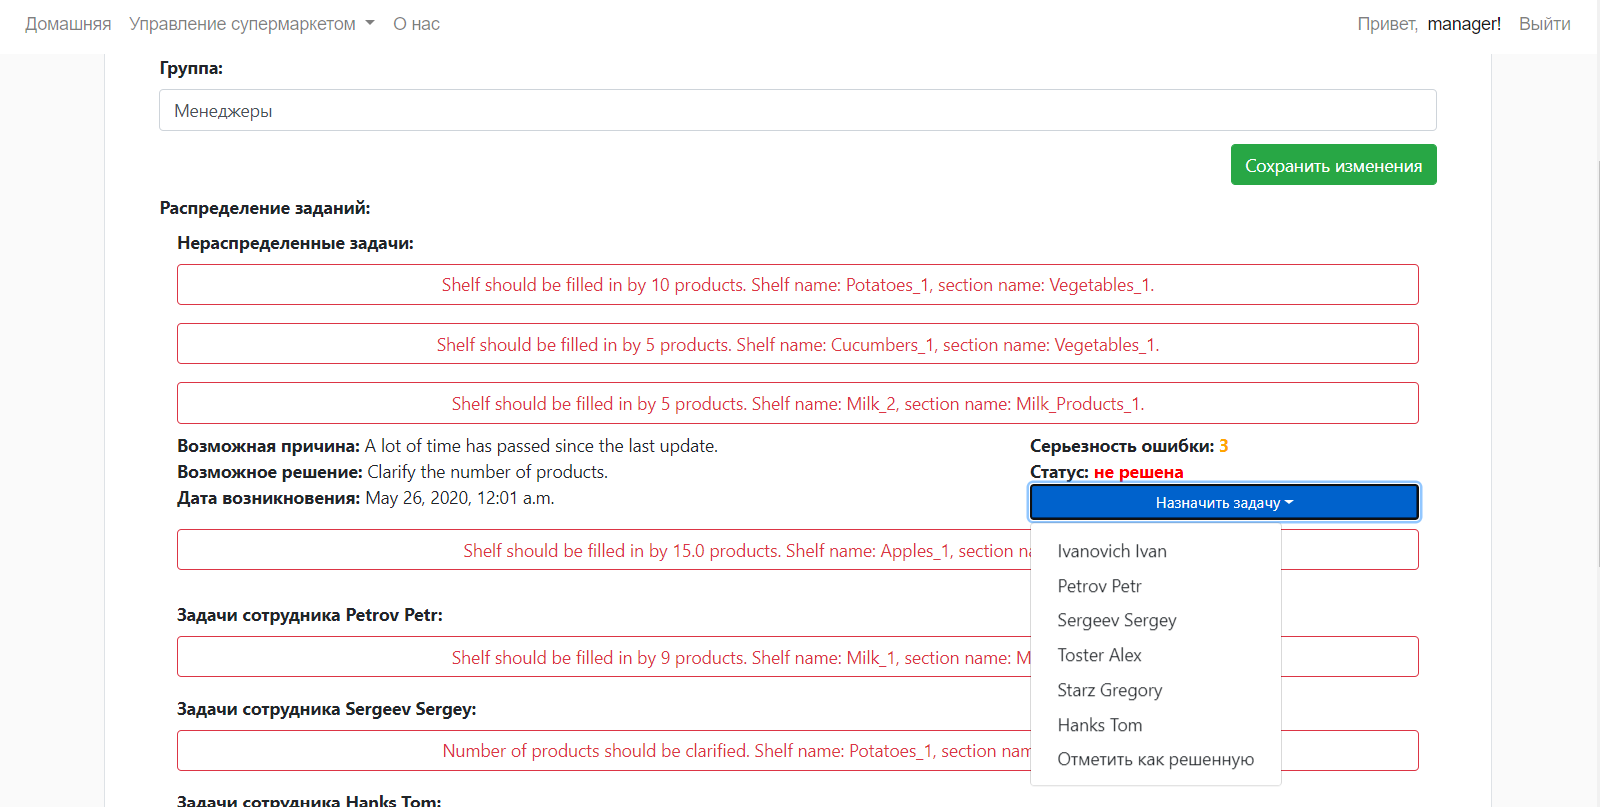 Домашняя Управление супермаркетом О нас Привет, manager! Выйти
Группа:
Менеджеры
Сохранить изменения
Распределение заданий:
Нераспределенные задачи:
Shelf should be filled in by 10 products. Shelf name: Potatoes_1, section name: Vegetables_1.
Shelf should be filled in by 5 products. Shelf name: Cucumbers_1, section name: Vegetables_1.
Shelf should be filled in by 5 products. Shelf name: Milk_2, section name: Milk_Products_1.
Возможная причина: A lot of time has passed since the last update.
Возможное решение: Clarify the number of products.
Дата возникновения: May 26, 2020, 12:01 a.m.
Серьезность ошибки: 3
Статус: не решена
Назначить задачу
Ivanovich Ivan
Petrov Petr
Sergeev Sergey
Toster Alex
Starz Gregory
Hanks Tom
Отметить как решенную
Shelf should be filled in by 15.0 products. Shelf name: Apples_1, section
Задачи сотрудника Petrov Petr:
Shelf should be filled in by 9 products. Shelf name: Milk_1, section name:
Задачи сотрудника Sergeev Sergey:
Number of products should be clarified. Shelf name: Potatoes_1, section
Задачи сотрудника Hanks Tom: